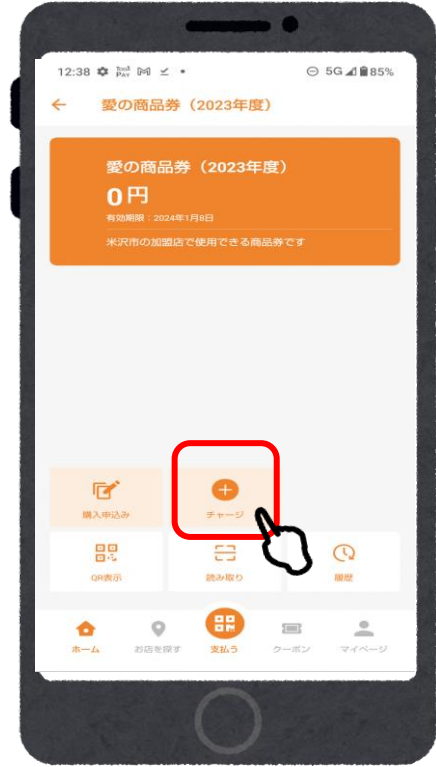 12:38
5G 85%
愛の商品券（2023年度）
愛の商品券（2023年度）
0円
有効期限：2024年1月8日
米沢市の加盟店で使用できる商品券です
購入申込み
チャージ
QR表示
読み取り
履歴
ホーム
お店を探す
支払う
クーポン
マイページ